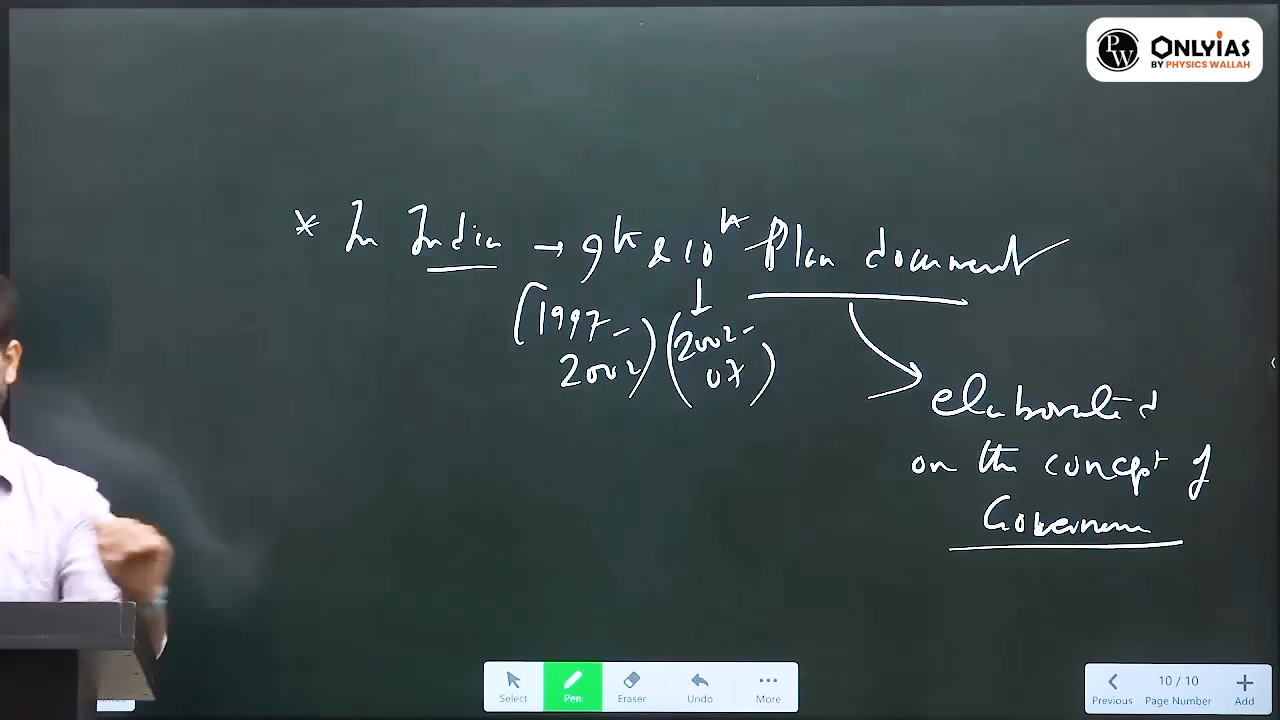 PW ONLYIAS
BY PHYSICS WALLAH
* In India → 9th & 10th Plan document
(1997-
2002)
(2002-
07)
elaborated
on the concept of
Governance
Select
Pen
Eraser
Undo
More
Previous
10 / 10
Page Number
Add